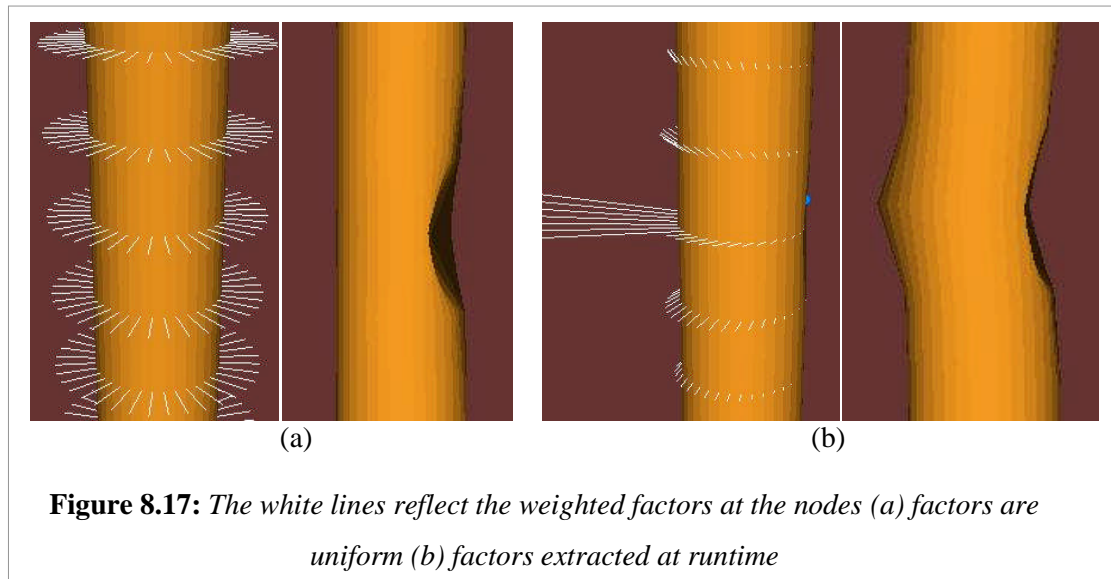 (a)
(b)
Figure 8.17: The white lines reflect the weighted factors at the nodes (a) factors are
uniform (b) factors extracted at runtime